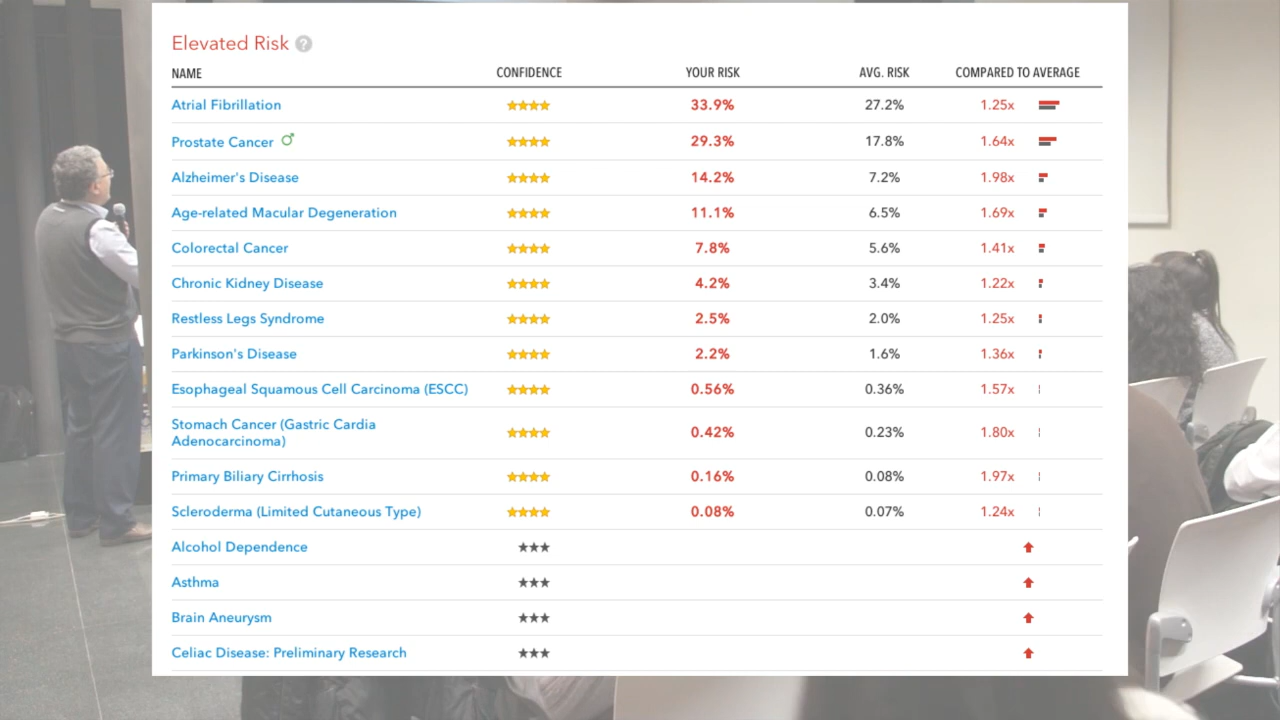 Elevated Risk ?
NAME CONFIDENCE YOUR RISK AVG. RISK COMPARED TO AVERAGE
Atrial Fibrillation ★★★★ 33.9% 27.2% 1.25x
Prostate Cancer ♂ ★★★★ 29.3% 17.8% 1.64x
Alzheimer's Disease ★★★★ 14.2% 7.2% 1.98x
Age-related Macular Degeneration ★★★★ 11.1% 6.5% 1.69x
Colorectal Cancer ★★★★ 7.8% 5.6% 1.41x
Chronic Kidney Disease ★★★★ 4.2% 3.4% 1.22x
Restless Legs Syndrome ★★★★ 2.5% 2.0% 1.25x
Parkinson's Disease ★★★★ 2.2% 1.6% 1.36x
Esophageal Squamous Cell Carcinoma (ESCC) ★★★★ 0.56% 0.36% 1.57x
Stomach Cancer (Gastric Cardia
Adenocarcinoma) ★★★★ 0.42% 0.23% 1.80x
Primary Biliary Cirrhosis ★★★★ 0.16% 0.08% 1.97x
Scleroderma (Limited Cutaneous Type) ★★★★ 0.08% 0.07% 1.24x
Alcohol Dependence ★★★ ⬆
Asthma ★★★ ⬆
Brain Aneurysm ★★★ ⬆
Celiac Disease: Preliminary Research ★★★ ⬆